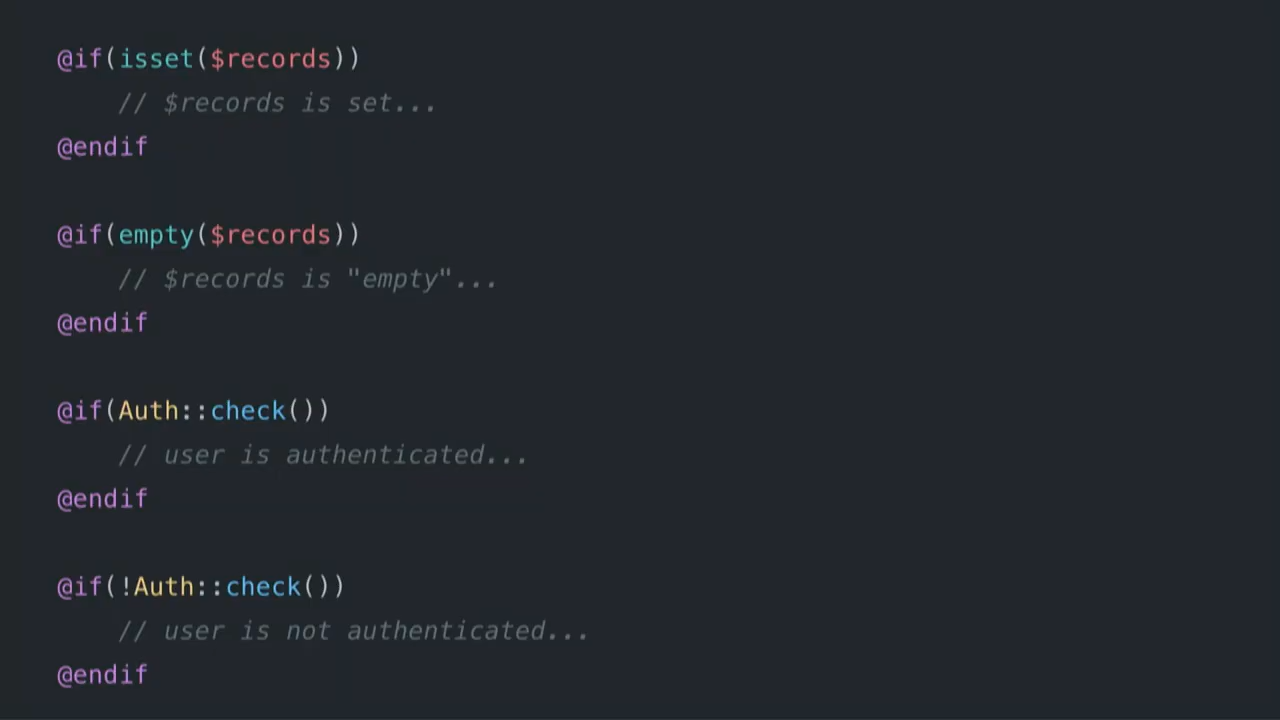 @if(isset($records))
// $records is set...
@endif
@if(empty($records))
// $records is "empty"...
@endif
@if(Auth::check())
// user is authenticated...
@endif
@if(!Auth::check())
// user is not authenticated...
@endif